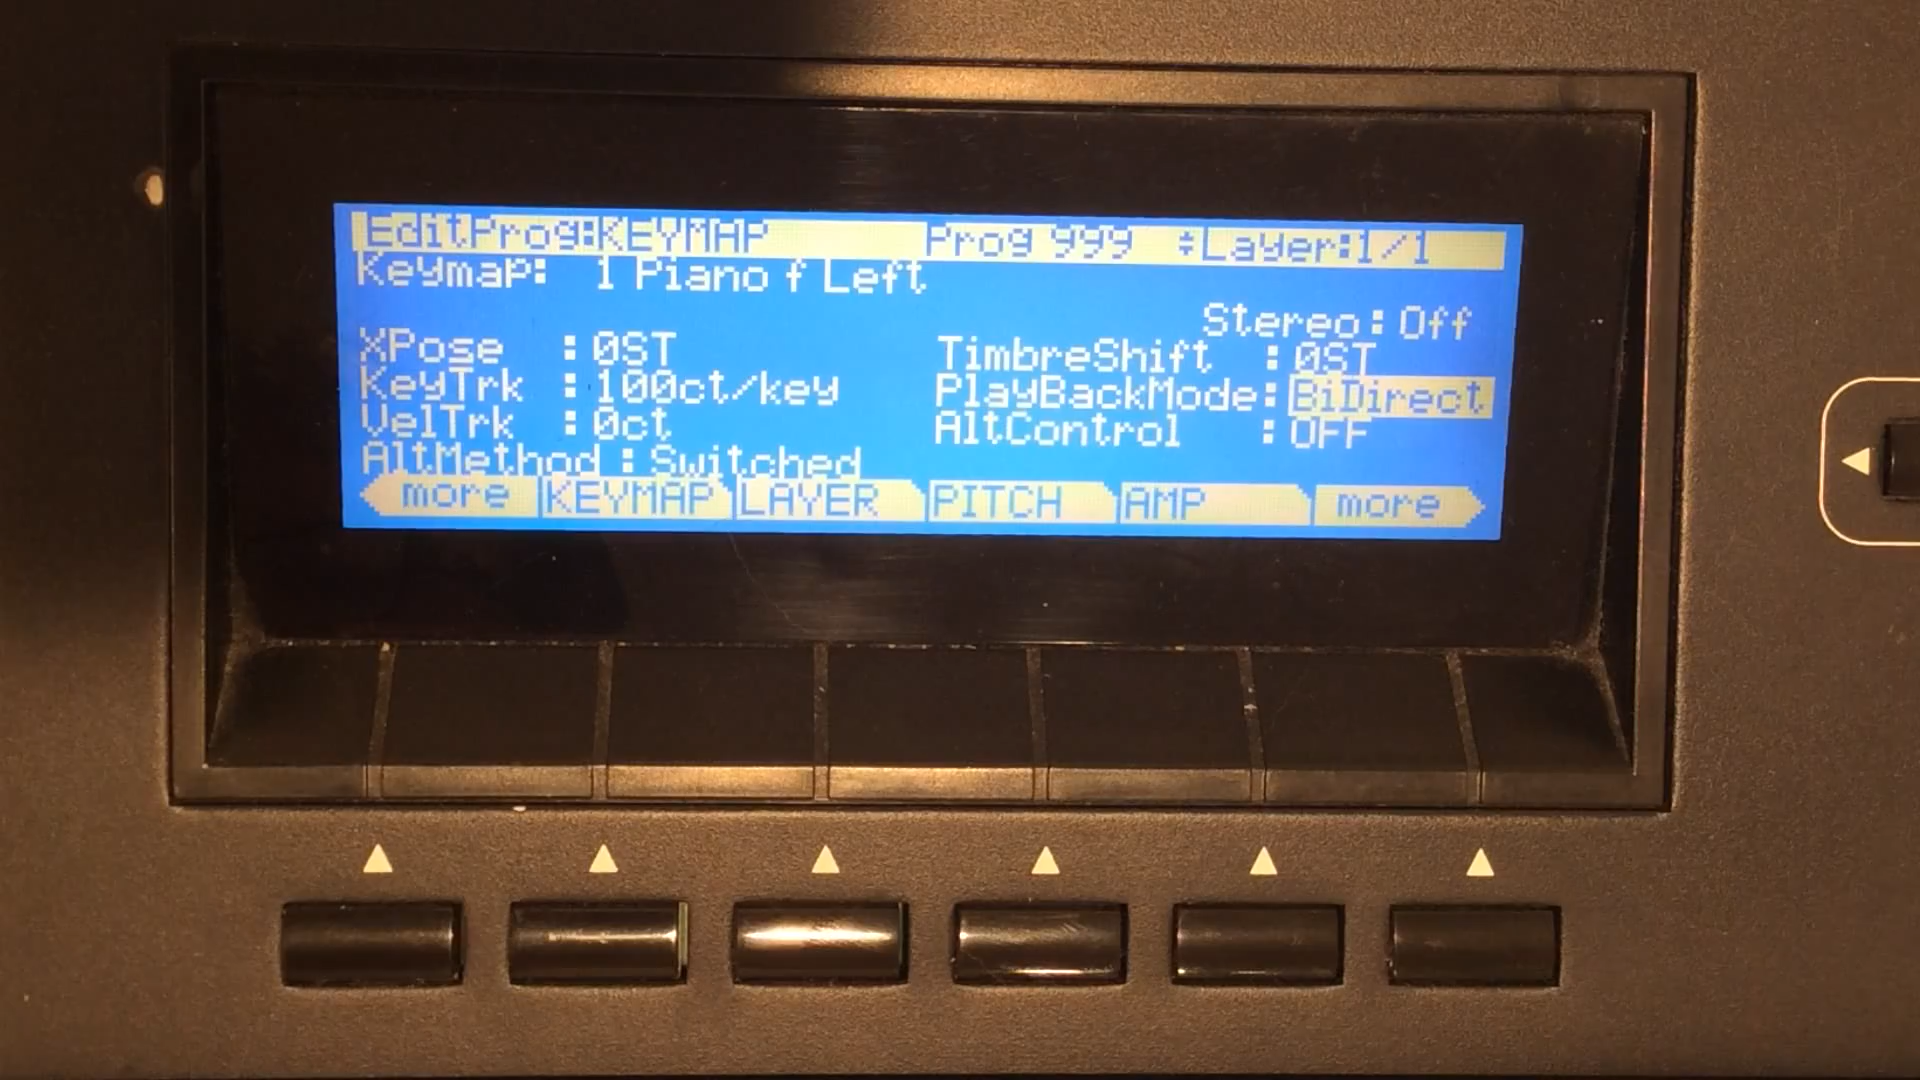 EditProg:KEYMAP Prog 999 Layer:1/1
Keymap: 1 Piano f Left
Stereo:Off
XPose :0ST TimbreShift :0ST
KeyTrk :100ct/key PlayBackMode:BiDirect
VelTrk :0ct AltControl :OFF
AltMethod :Switched
more KEYMAP LAYER PITCH AMP more